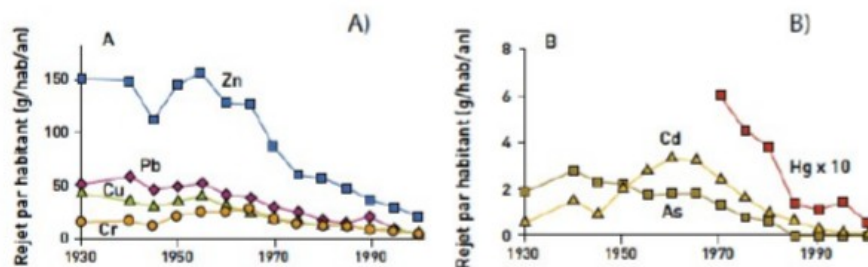 A A)
Rejet par habitant (g/hab/an)
150
100
50
0
Zn
Pb
Cu
Cr
1930 1950 1970 1990
B B)
Rejet par habitant (g/hab/an)
8
6
4
2
0
Cd
Hg x 10
As
1930 1950 1970 1990